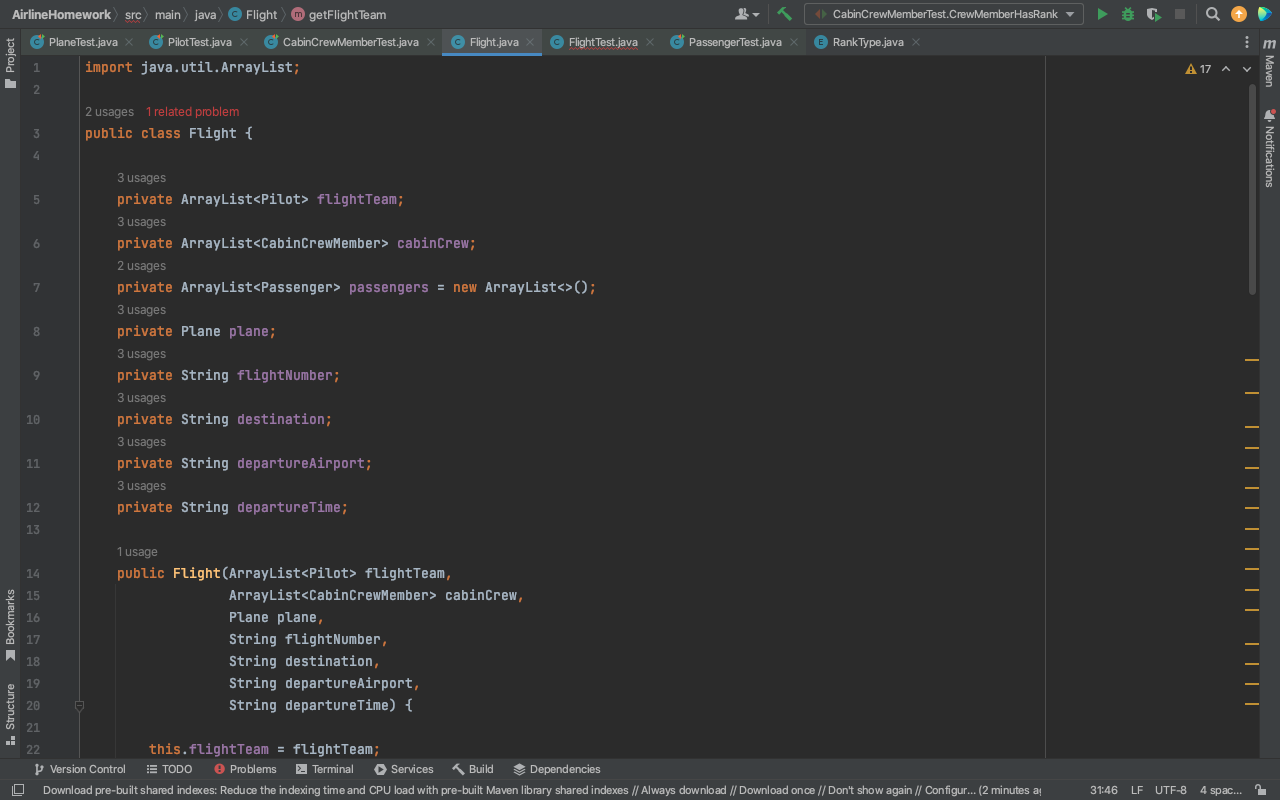 AirlineHomework src main java Flight getFlightTeam CabinCrewMemberTest.CrewMemberHasRank
PlaneTest.java PilotTest.java CabinCrewMemberTest.java Flight.java FlightTest.java PassengerTest.java RankType.java
Project
Bookmarks
Structure
Maven
Notifications
17
1 import java.util.ArrayList;
2
2 usages 1 related problem
3 public class Flight {
4
3 usages
5 private ArrayList<Pilot> flightTeam;
3 usages
6 private ArrayList<CabinCrewMember> cabinCrew;
2 usages
7 private ArrayList<Passenger> passengers = new ArrayList<>();
3 usages
8 private Plane plane;
3 usages
9 private String flightNumber;
3 usages
10 private String destination;
3 usages
11 private String departureAirport;
3 usages
12 private String departureTime;
13
1 usage
14 public Flight(ArrayList<Pilot> flightTeam,
15 ArrayList<CabinCrewMember> cabinCrew,
16 Plane plane,
17 String flightNumber,
18 String destination,
19 String departureAirport,
20 String departureTime) {
21
22 this.flightTeam = flightTeam;
Version Control TODO Problems Terminal Services Build Dependencies
Download pre-built shared indexes: Reduce the indexing time and CPU load with pre-built Maven library shared indexes // Always download // Download once // Don't show again // Configur... (2 minutes ag 31:46 LF UTF-8 4 spac...